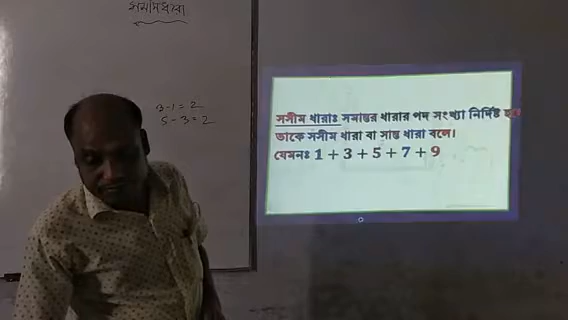 সমান্তর ধারা
3-1=2
5-3=2
সসীম ধারাঃ সমান্তর ধারার পদ সংখ্যা নির্দিষ্ট হলে
তাকে সসীম ধারা বা সান্ত ধারা বলে।
যেমনঃ 1+3+5+7+9